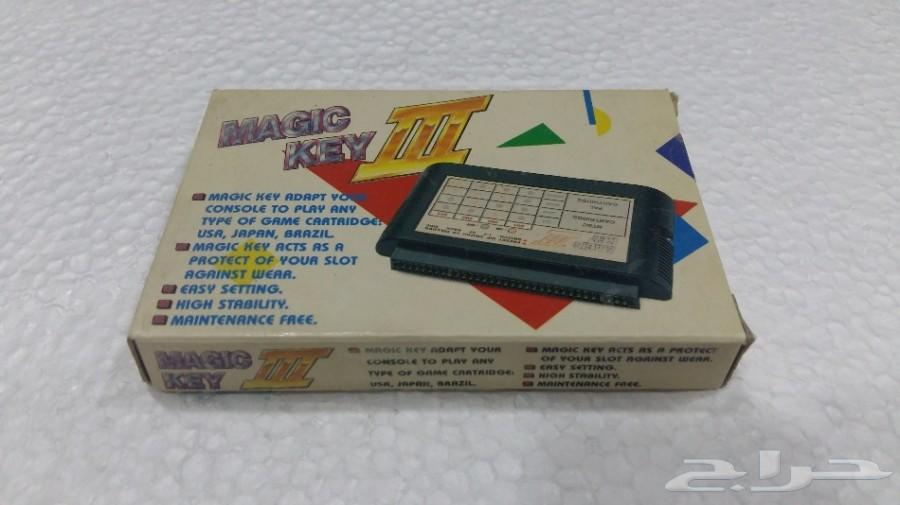 MAGIC
KEY III
MAGIC KEY ADAPT YOUR
CONSOLE TO PLAY ANY
TYPE OF GAME CARTRIDGE:
USA, JAPAN, BRAZIL.
MAGIC KEY ACTS AS A
PROTECT OF YOUR SLOT
AGAINST WEAR.
EASY SETTING.
HIGH STABILITY.
MAINTENANCE FREE.
CARTRIDGE
PAL
NTSC
MAGIC
KEY III
MAGIC KEY ADAPT YOUR
CONSOLE TO PLAY ANY
TYPE OF GAME CARTRIDGE:
USA, JAPAN, BRAZIL.
MAGIC KEY ACTS AS A PROTECT
OF YOUR SLOT AGAINST WEAR.
EASY SETTING.
HIGH STABILITY.
MAINTENANCE FREE.
حراج